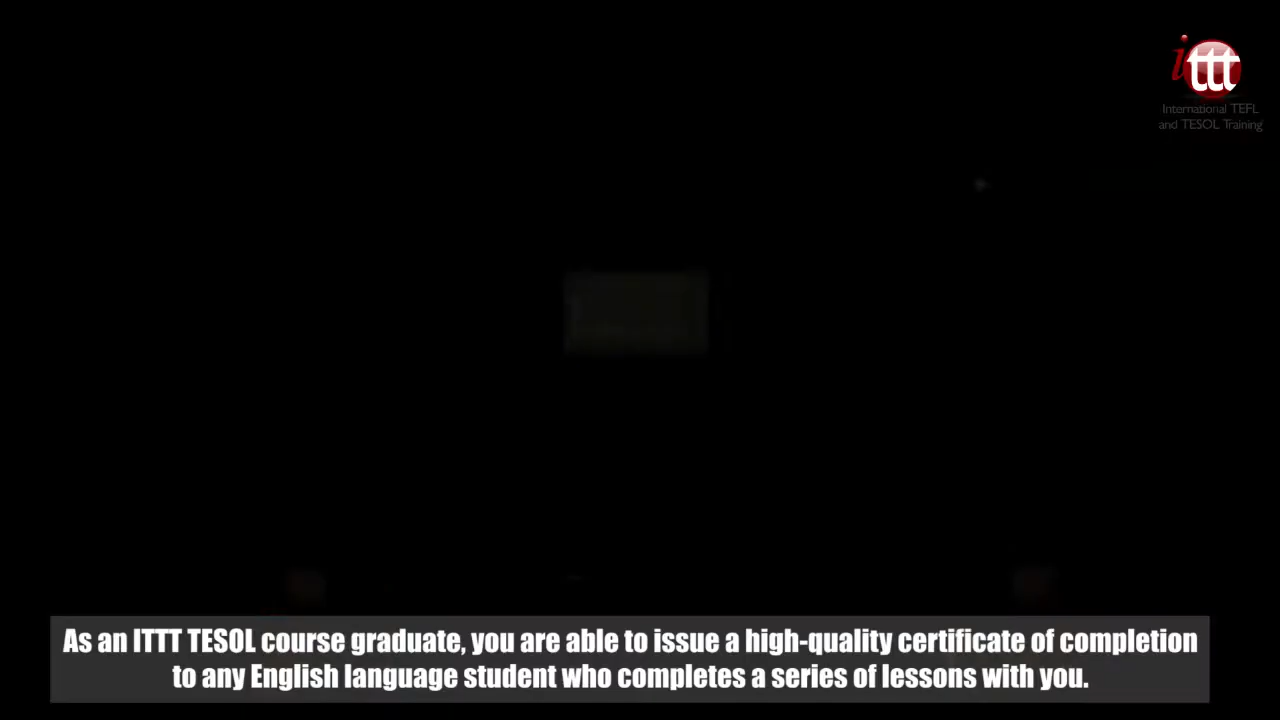 ittt
International TEFL
and TESOL Training
As an ITTT TESOL course graduate, you are able to issue a high-quality certificate of completion
to any English language student who completes a series of lessons with you.